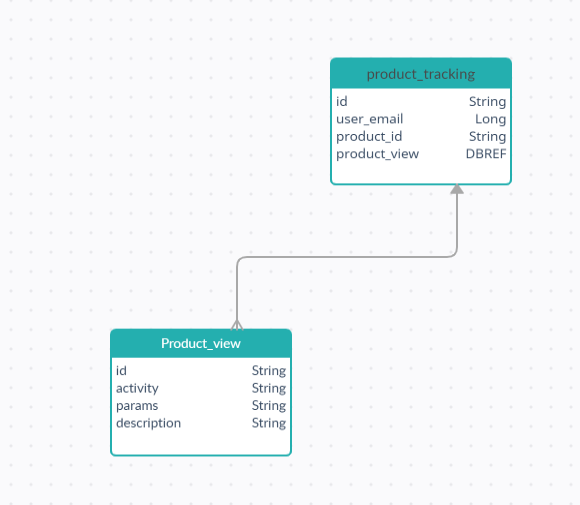 product_tracking
id String
user_email Long
product_id String
product_view DBREF
Product_view
id String
activity String
params String
description String